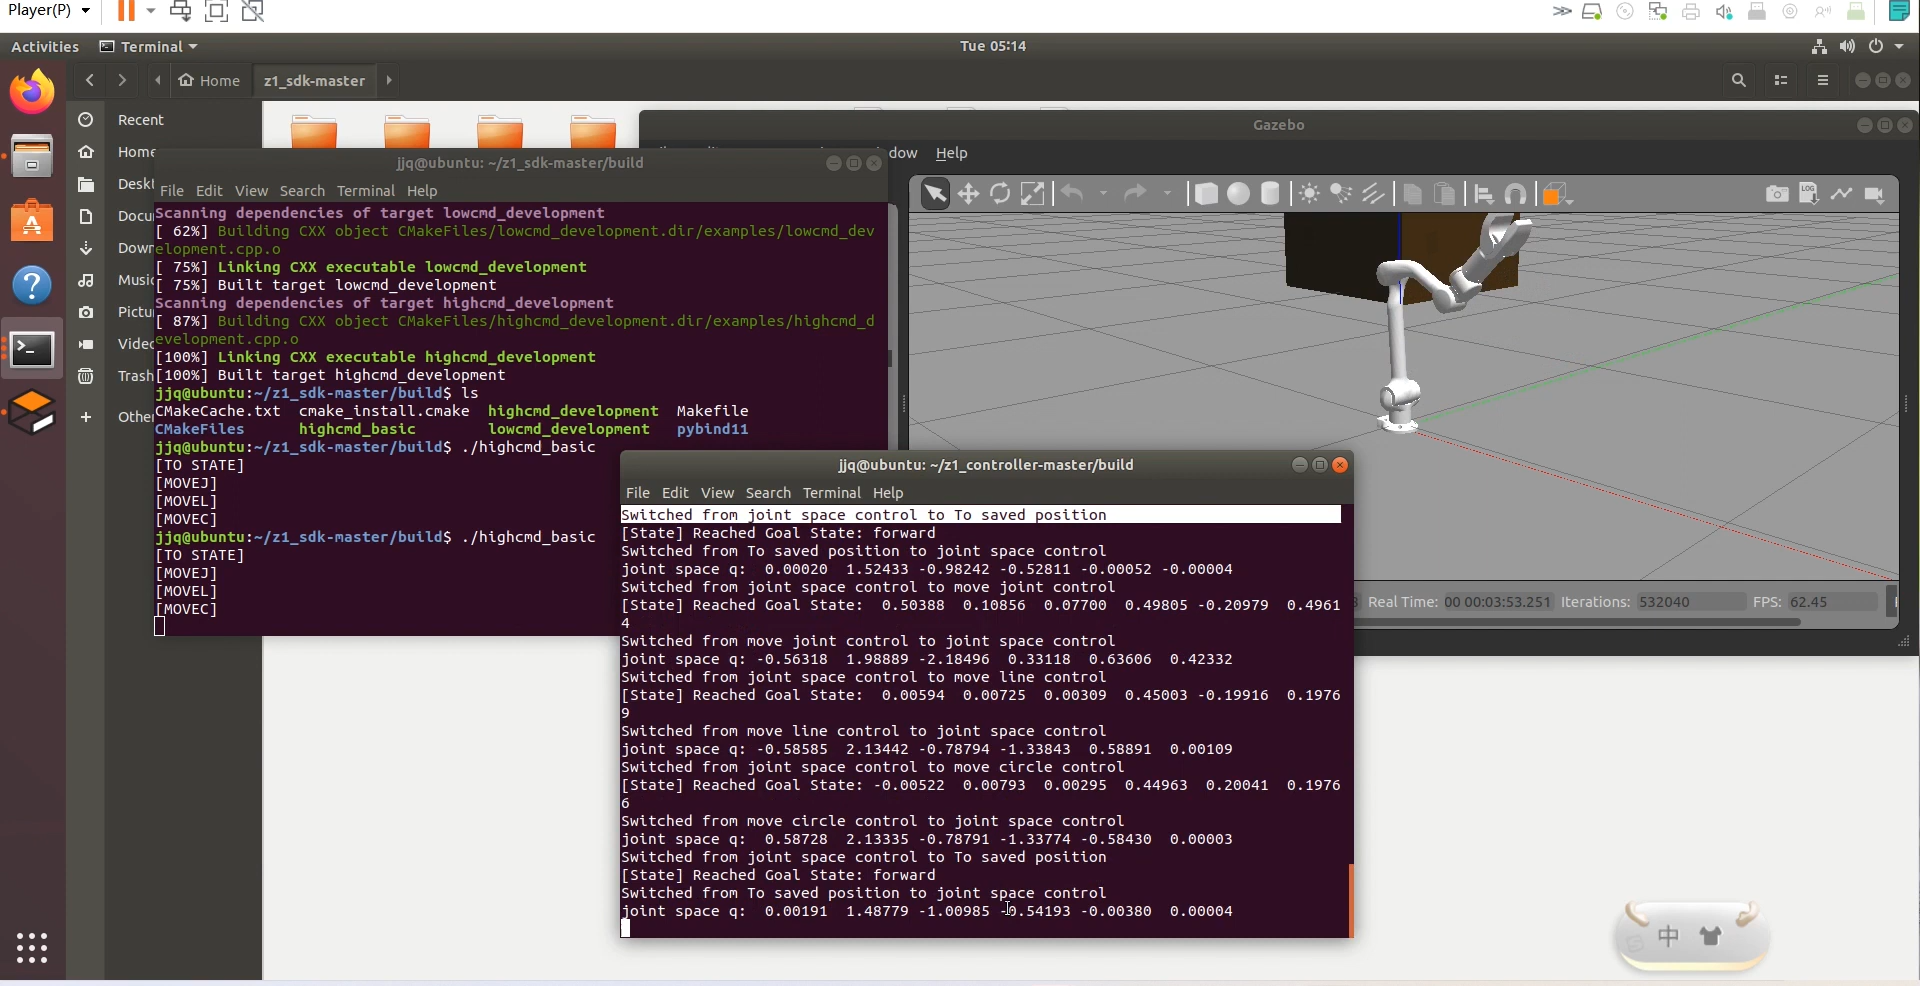 Player(P)
Activities
Terminal
Tue 05:14
Home
z1_sdk-master
Recent
Home
Trash
Gazebo
Help
jjq@ubuntu: ~/z1_sdk-master/build
File Edit View Search Terminal Help
Scanning dependencies of target lowcmd_development
[ 62%] Building CXX object CMakeFiles/lowcmd_development.dir/examples/lowcmd_dev
elopment.cpp.o
[ 75%] Linking CXX executable lowcmd_development
[ 75%] Built target lowcmd_development
Scanning dependencies of target highcmd_development
[ 87%] Building CXX object CMakeFiles/highcmd_development.dir/examples/highcmd_d
evelopment.cpp.o
[100%] Linking CXX executable highcmd_development
[100%] Built target highcmd_development
jjq@ubuntu:~/z1_sdk-master/build$ ls
CMakeCache.txt cmake_install.cmake highcmd_development Makefile
CMakeFiles highcmd_basic lowcmd_development pybind11
jjq@ubuntu:~/z1_sdk-master/build$ ./highcmd_basic
[TO STATE]
[MOVEJ]
[MOVEL]
[MOVEC]
jjq@ubuntu:~/z1_sdk-master/build$ ./highcmd_basic
[TO STATE]
[MOVEJ]
[MOVEL]
[MOVEC]
jjq@ubuntu: ~/z1_controller-master/build
File Edit View Search Terminal Help
Switched from joint space control to To saved position
[State] Reached Goal State: forward
Switched from To saved position to joint space control
joint space q: 0.00020 1.52433 -0.98242 -0.52811 -0.00052 -0.00004
Switched from joint space control to move joint control
[State] Reached Goal State: 0.50388 0.10856 0.07700 0.49805 -0.20979 0.4961
4
Switched from move joint control to joint space control
joint space q: -0.56318 1.98889 -2.18496 0.33118 0.63606 0.42332
Switched from joint space control to move line control
[State] Reached Goal State: 0.00594 0.00725 0.00309 0.45003 -0.19916 0.1976
9
Switched from move line control to joint space control
joint space q: -0.58585 2.13442 -0.78794 -1.33843 0.58891 0.00109
Switched from joint space control to move circle control
[State] Reached Goal State: -0.00522 0.00793 0.00295 0.44963 0.20041 0.1976
6
Switched from move circle control to joint space control
joint space q: 0.58728 2.13335 -0.78791 -1.33774 -0.58430 0.00003
Switched from joint space control to To saved position
[State] Reached Goal State: forward
Switched from To saved position to joint space control
joint space q: 0.00191 1.48779 -1.00985 -0.54193 -0.00380 0.00004
Real Time: 00 00:03:53.251 Iterations: 532040 FPS: 62.45
中